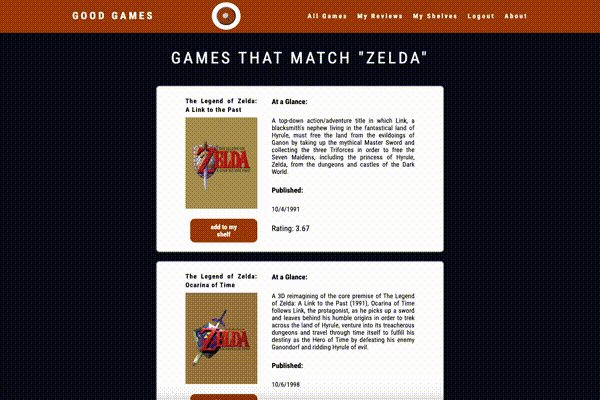 GOOD GAMES
All Games My Reviews My Shelves Logout About
GAMES THAT MATCH "ZELDA"
The Legend of Zelda:
A Link to the Past
ZELDA
add to my
shelf
At a Glance:
A top-down action/adventure title in which Link, a
blacksmith's nephew living in the fantastical land of
Hyrule, must free the land from the evildoings of
Ganon by taking up the mythical Master Sword and
collecting the three Triforces in order to free the
Seven Maidens, including the princess of Hyrule,
Zelda, from the dungeons and castles of the Dark
World.
Published:
10/4/1991
Rating: 3.67
The Legend of Zelda:
Ocarina of Time
ZELDA
At a Glance:
A 3D reimagining of the core premise of The Legend
of Zelda: A Link to the Past (1991), Ocarina of Time
follows Link, the protagonist, as he picks up a sword
and leaves behind his humble origins in order to trek
across the land of Hyrule, venture into its treacherous
dungeons and travel through time itself to fulfill his
destiny as the Hero of Time by defeating his enemy
Ganondorf and ridding Hyrule of evil.
Published:
10/6/1998